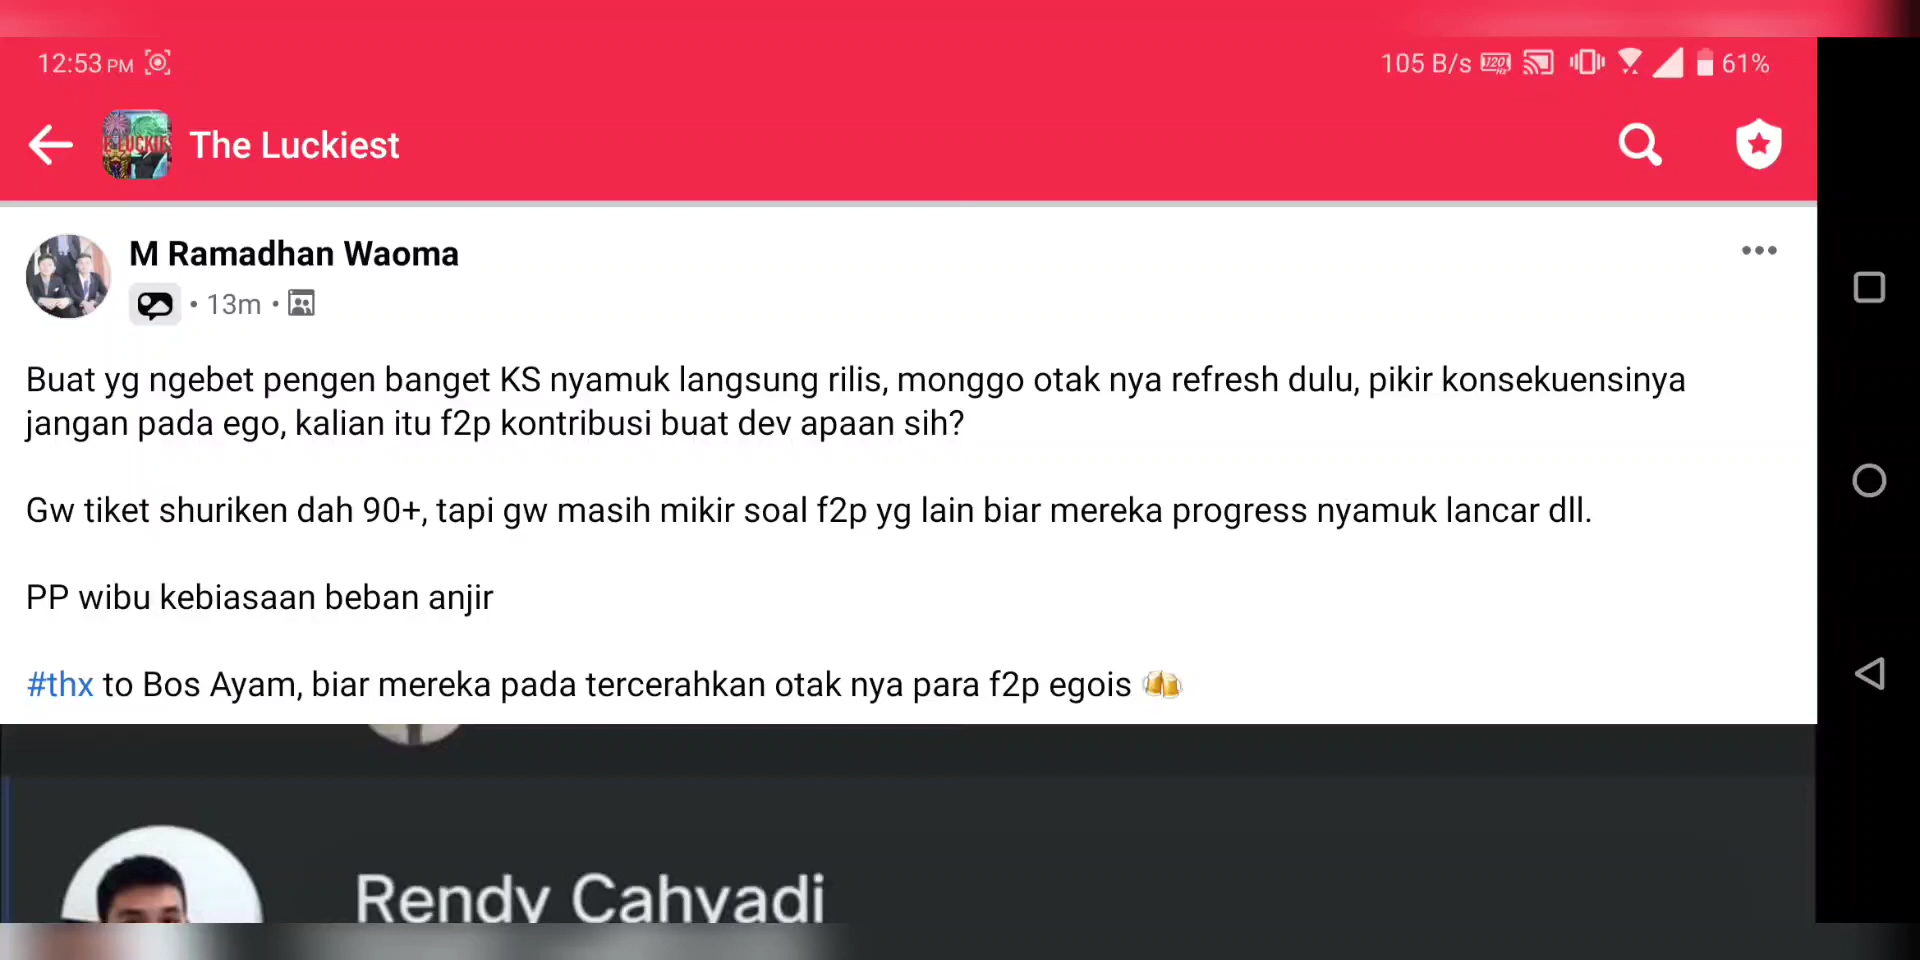 12:53 PM
105 B/s 120 Hz 61%
The Luckiest
M Ramadhan Waoma
• 13m •
Buat yg ngebet pengen banget KS nyamuk langsung rilis, monggo otak nya refresh dulu, pikir konsekuensinya
jangan pada ego, kalian itu f2p kontribusi buat dev apaan sih?
Gw tiket shuriken dah 90+, tapi gw masih mikir soal f2p yg lain biar mereka progress nyamuk lancar dll.
PP wibu kebiasaan beban anjir
#thx to Bos Ayam, biar mereka pada tercerahkan otak nya para f2p egois 🍻
Rendy Cahyadi